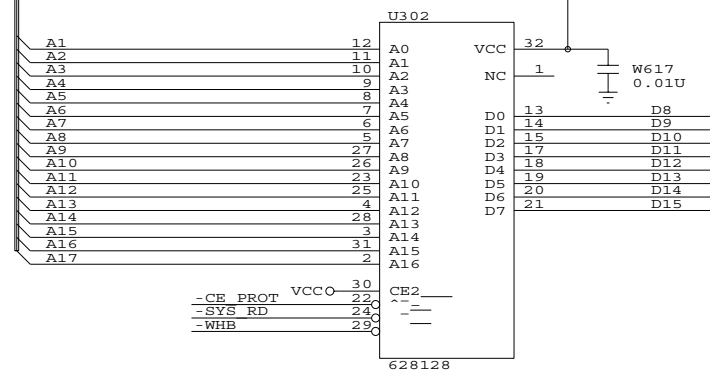 U302
A1 12 A0 VCC 32
A2 11 A1
A3 10 A2 NC 1 W617
A4 9 A3 0.01U
A5 8 A4
A6 7 A5 D0 13 D8
A7 6 A6 D1 14 D9
A8 5 A7 D2 15 D10
A9 27 A8 D3 17 D11
A10 26 A9 D4 18 D12
A11 23 A10 D5 19 D13
A12 25 A11 D6 20 D14
A13 4 A12 D7 21 D15
A14 28 A13
A15 3 A14
A16 31 A15
A17 2 A16
VCC 30 CE2
-CE_PROT 22
-SYS_RD 24
-WHB 29
628128